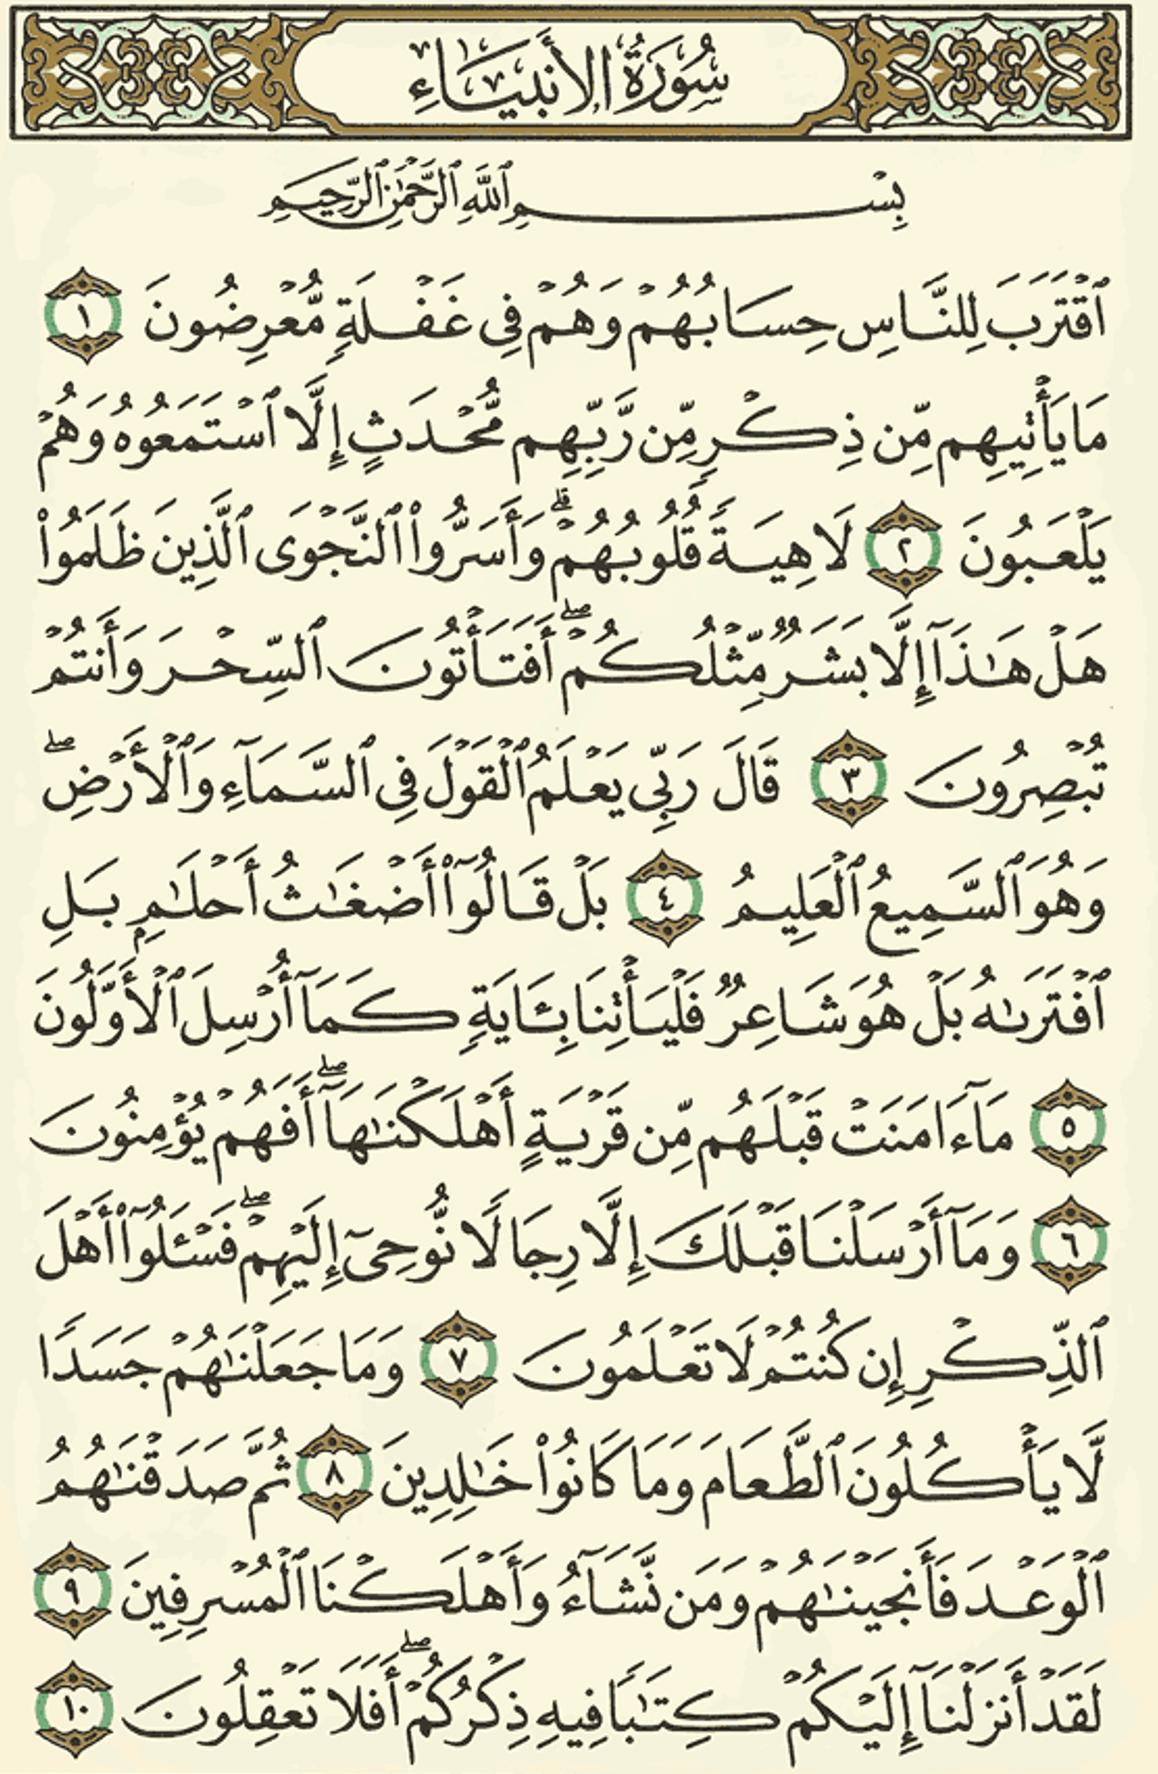 سُورَةُ الأَنبِيَاءِ
بِسْمِ ٱللَّهِ ٱلرَّحْمَٰنِ ٱلرَّحِيمِ
ٱقْتَرَبَ لِلنَّاسِ حِسَابُهُمْ وَهُمْ فِى غَفْلَةٍ مُّعْرِضُونَ ١
مَا يَأْتِيهِم مِّن ذِكْرٍ مِّن رَّبِّهِم مُّحْدَثٍ إِلَّا ٱسْتَمَعُوهُ وَهُمْ
يَلْعَبُونَ ٢ لَاهِيَةً قُلُوبُهُمْ ۗ وَأَسَرُّوا۟ ٱلنَّجْوَى ٱلَّذِينَ ظَلَمُوا۟
هَلْ هَٰذَآ إِلَّا بَشَرٌ مِّثْلُكُمْ ۖ أَفَتَأْتُونَ ٱلسِّحْرَ وَأَنتُمْ
تُبْصِرُونَ ٣ قَالَ رَبِّى يَعْلَمُ ٱلْقَوْلَ فِى ٱلسَّمَآءِ وَٱلْأَرْضِ ۖ
وَهُوَ ٱلسَّمِيعُ ٱلْعَلِيمُ ٤ بَلْ قَالُوٓا۟ أَضْغَٰثُ أَحْلَٰمٍ بَلِ
ٱفْتَرَىٰهُ بَلْ هُوَ شَاعِرٌ فَلْيَأْتِنَا بِـَٔايَةٍ كَمَآ أُرْسِلَ ٱلْأَوَّلُونَ
٥ مَآ ءَامَنَتْ قَبْلَهُم مِّن قَرْيَةٍ أَهْلَكْنَٰهَآ ۖ أَفَهُمْ يُؤْمِنُونَ
٦ وَمَآ أَرْسَلْنَا قَبْلَكَ إِلَّا رِجَالًا نُّوحِىٓ إِلَيْهِمْ ۖ فَسْـَٔلُوٓا۟ أَهْلَ
ٱلذِّكْرِ إِن كُنتُمْ لَا تَعْلَمُونَ ٧ وَمَا جَعَلْنَٰهُمْ جَسَدًا
لَّا يَأْكُلُونَ ٱلطَّعَامَ وَمَا كَانُوا۟ خَٰلِدِينَ ٨ ثُمَّ صَدَقْنَٰهُمُ
ٱلْوَعْدَ فَأَنجَيْنَٰهُمْ وَمَن نَّشَآءُ وَأَهْلَكْنَا ٱلْمُسْرِفِينَ ٩
لَقَدْ أَنزَلْنَآ إِلَيْكُمْ كِتَٰبًا فِيهِ ذِكْرُكُمْ ۖ أَفَلَا تَعْقِلُونَ ١٠